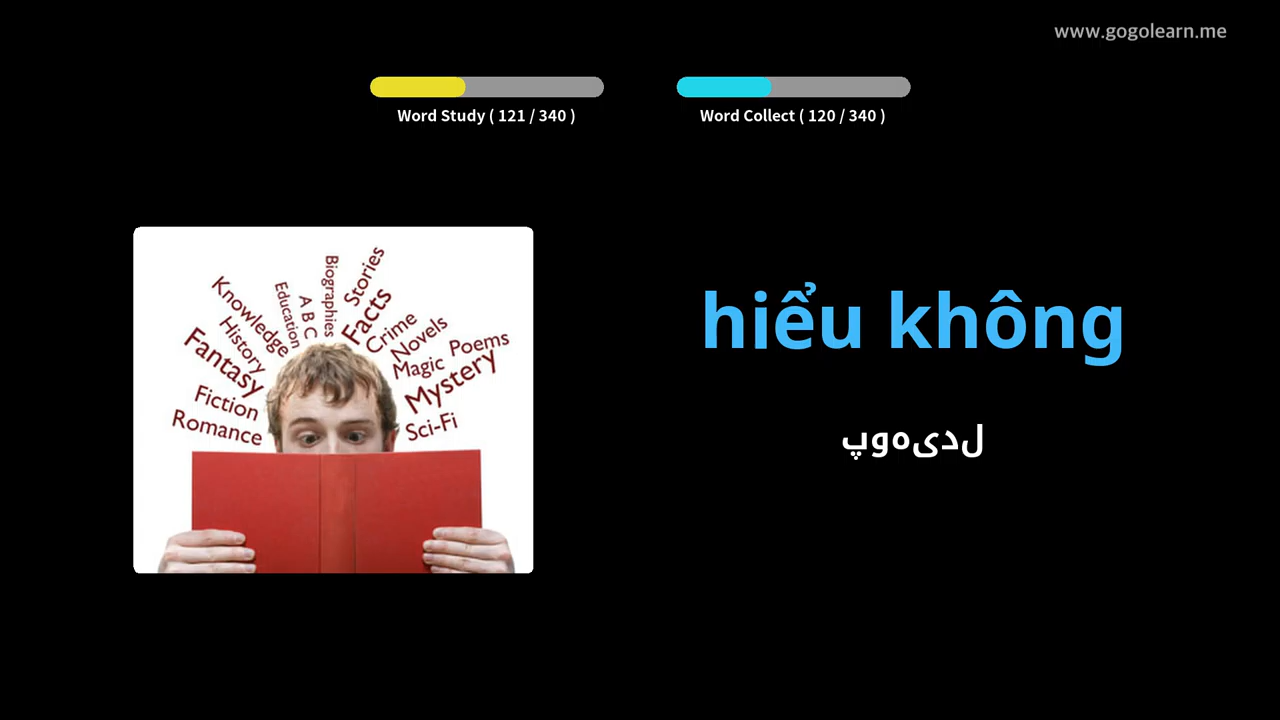 www.gogolearn.me
Word Study ( 121 / 340 )
Word Collect ( 120 / 340 )
Knowledge
History
Fantasy
Fiction
Romance
Education
A B C
Biographies
Stories
Facts
Crime
Novels
Magic
Poems
Mystery
Sci-Fi
hiểu không
لدیهوپ